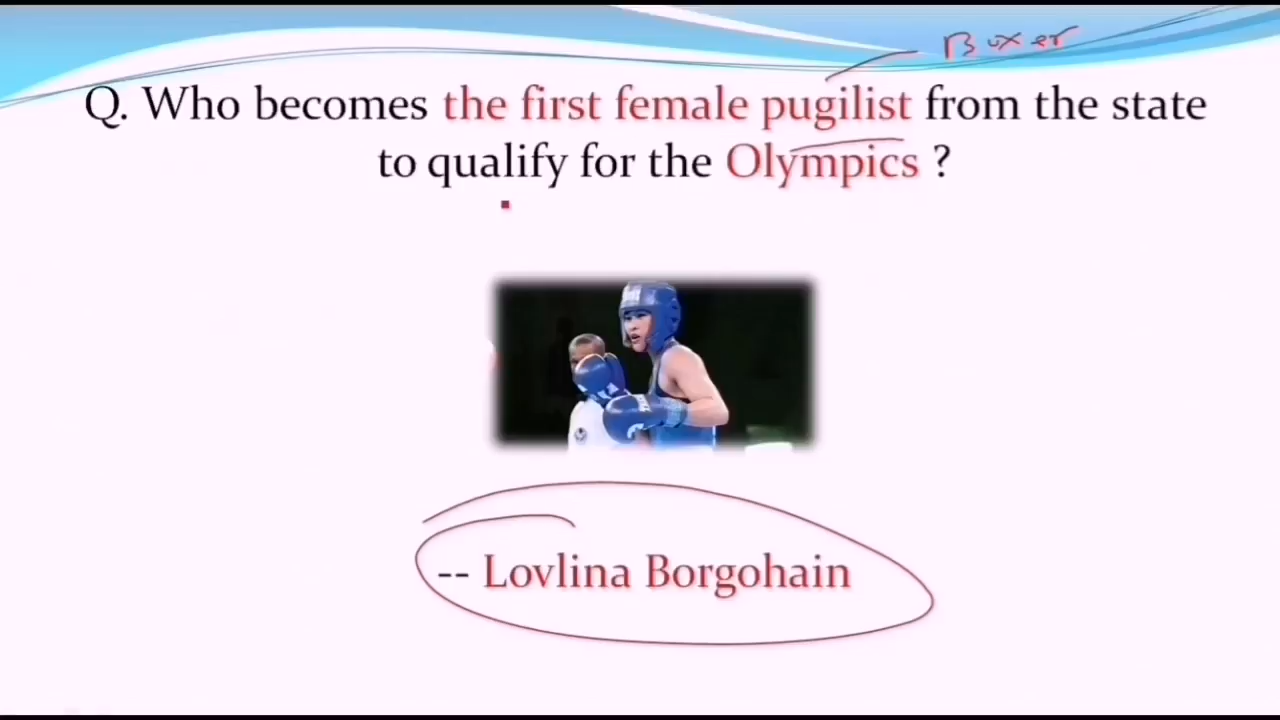 Boxer
Q. Who becomes the first female pugilist from the state
to qualify for the Olympics ?
-- Lovlina Borgohain